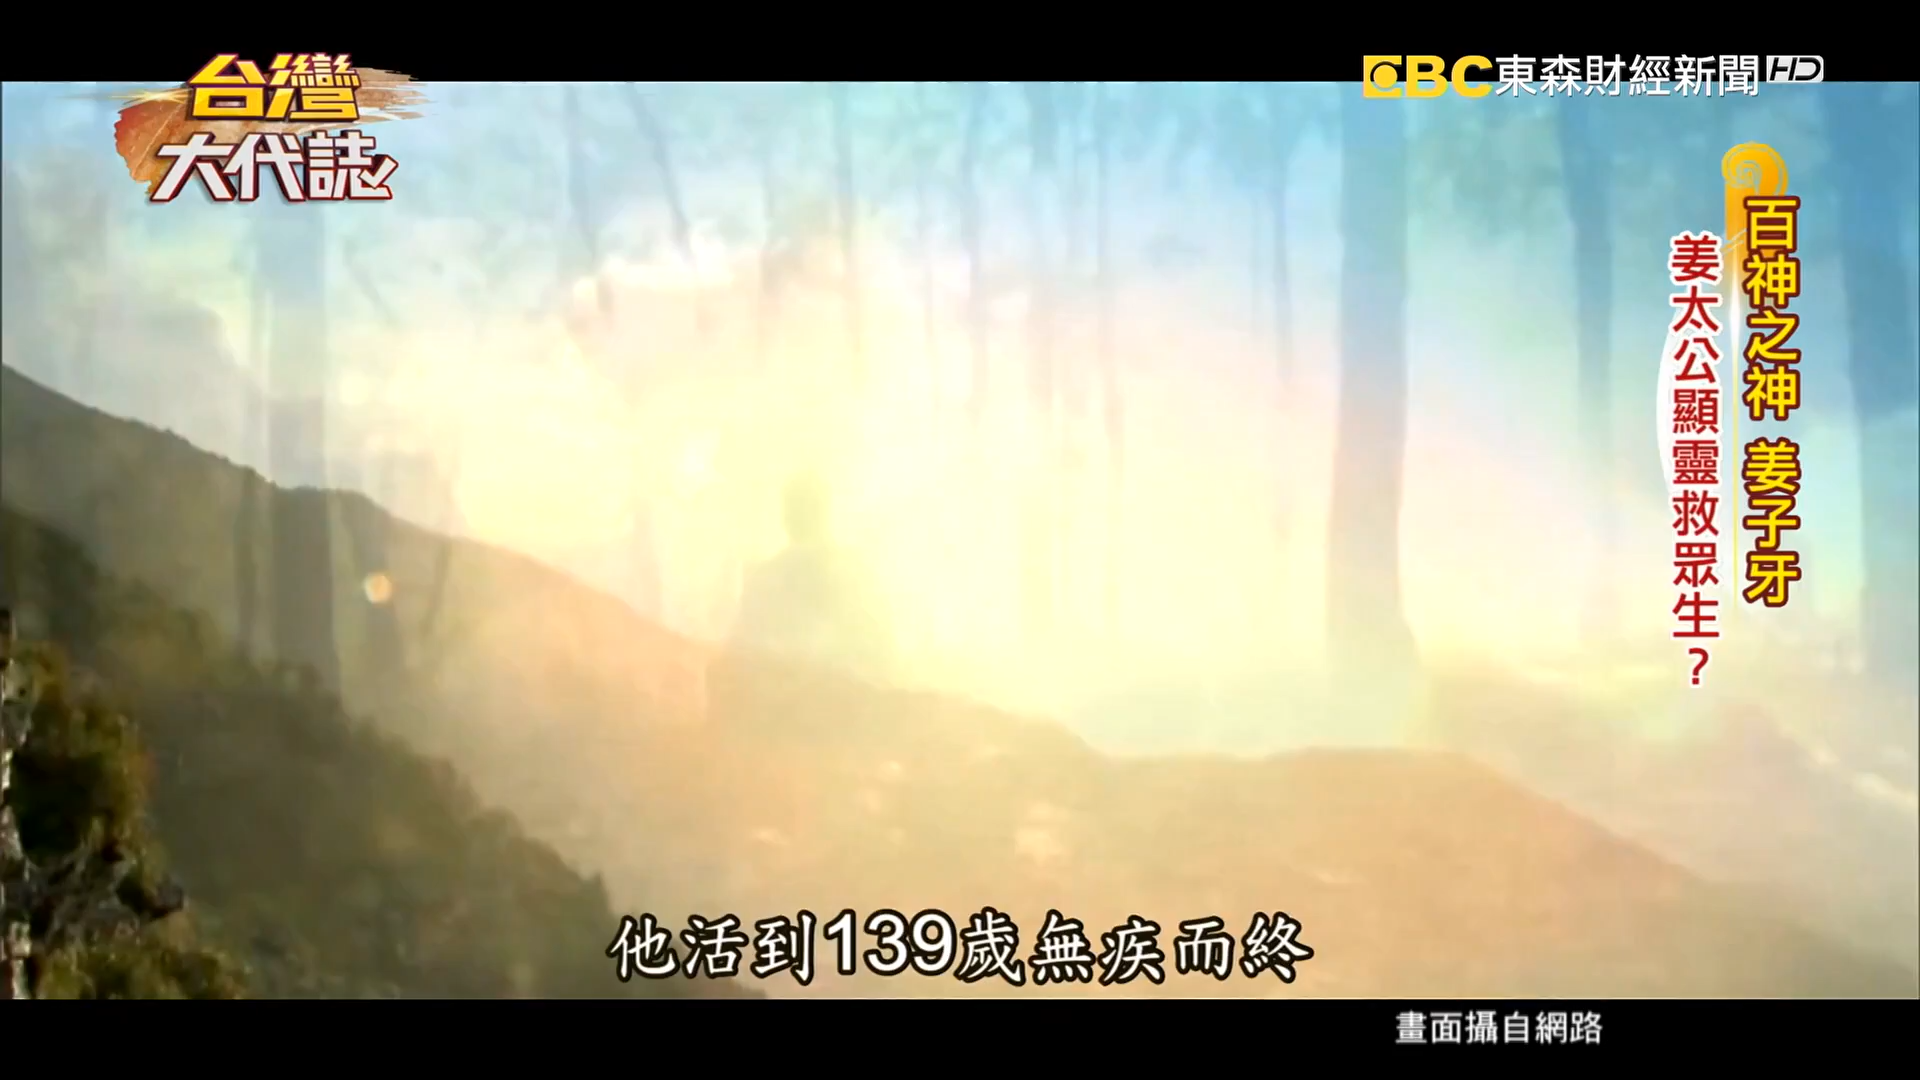 台灣
大代誌
EBC東森財經新聞HD
百神之神 姜子牙
姜太公顯靈救眾生？
他活到139歲無疾而終
畫面攝自網路